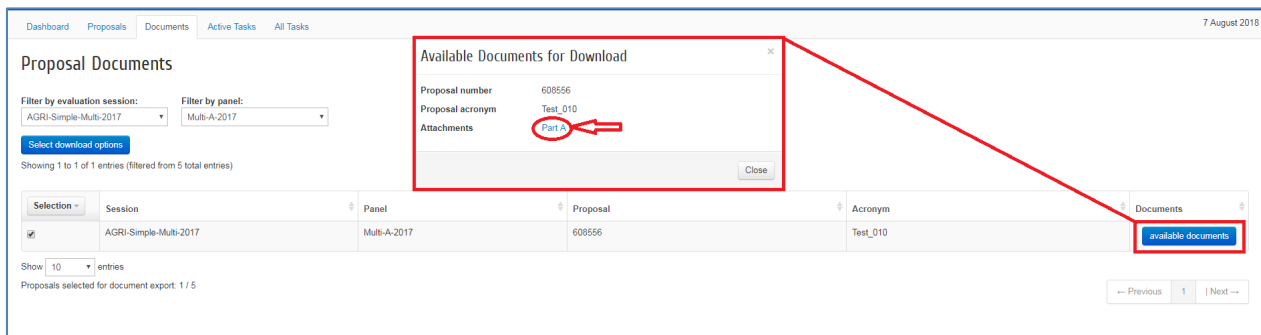 Dashboard Proposals Documents Active Tasks All Tasks 7 August 2018
Proposal Documents
Filter by evaluation session: Filter by panel:
AGRI-Simple-Multi-2017 Multi-A-2017
Select download options
Showing 1 to 1 of 1 entries (filtered from 5 total entries)
Available Documents for Download ×
Proposal number 608556
Proposal acronym Test_010
Attachments Part A
Close
Selection Session Panel Proposal Acronym Documents
AGRI-Simple-Multi-2017 Multi-A-2017 608556 Test_010 available documents
Show 10 entries
Proposals selected for document export: 1 / 5
← Previous 1 | Next →